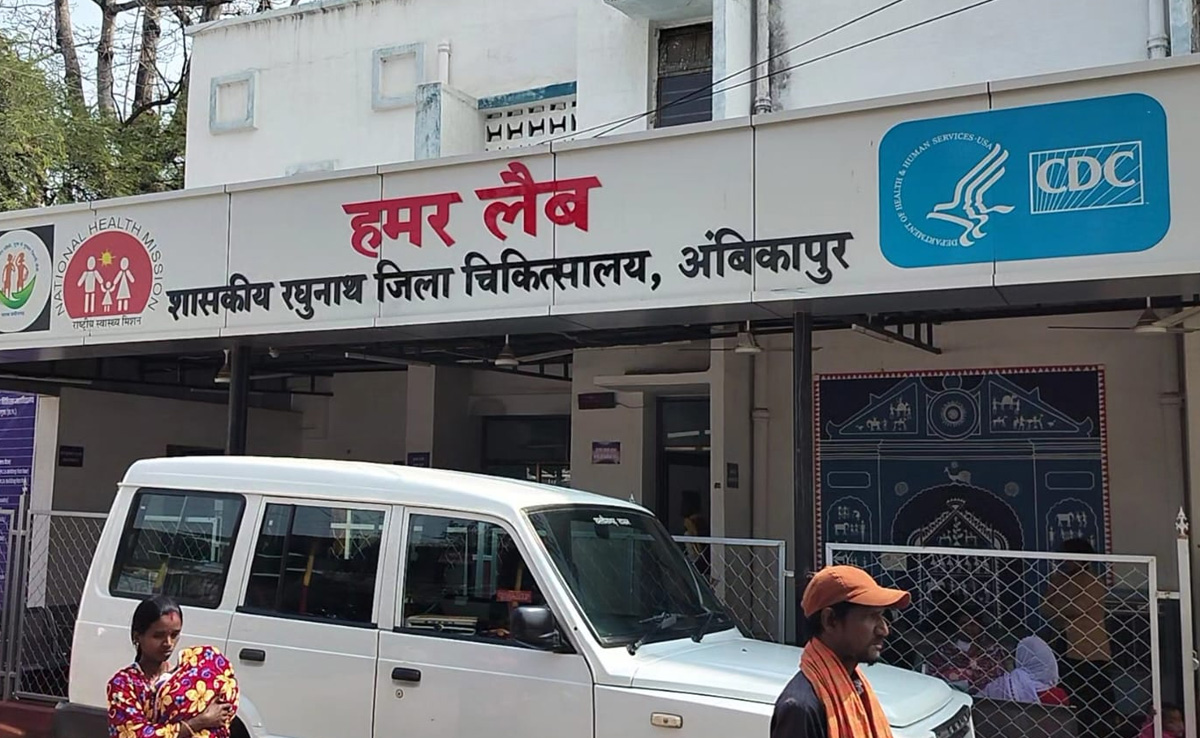 NATIONAL HEALTH MISSION
राष्ट्रीय स्वास्थ्य मिशन
हमर लैब
शासकीय रघुनाथ जिला चिकित्सालय, अंबिकापुर
DEPARTMENT OF HEALTH & HUMAN SERVICES·USA
CDC